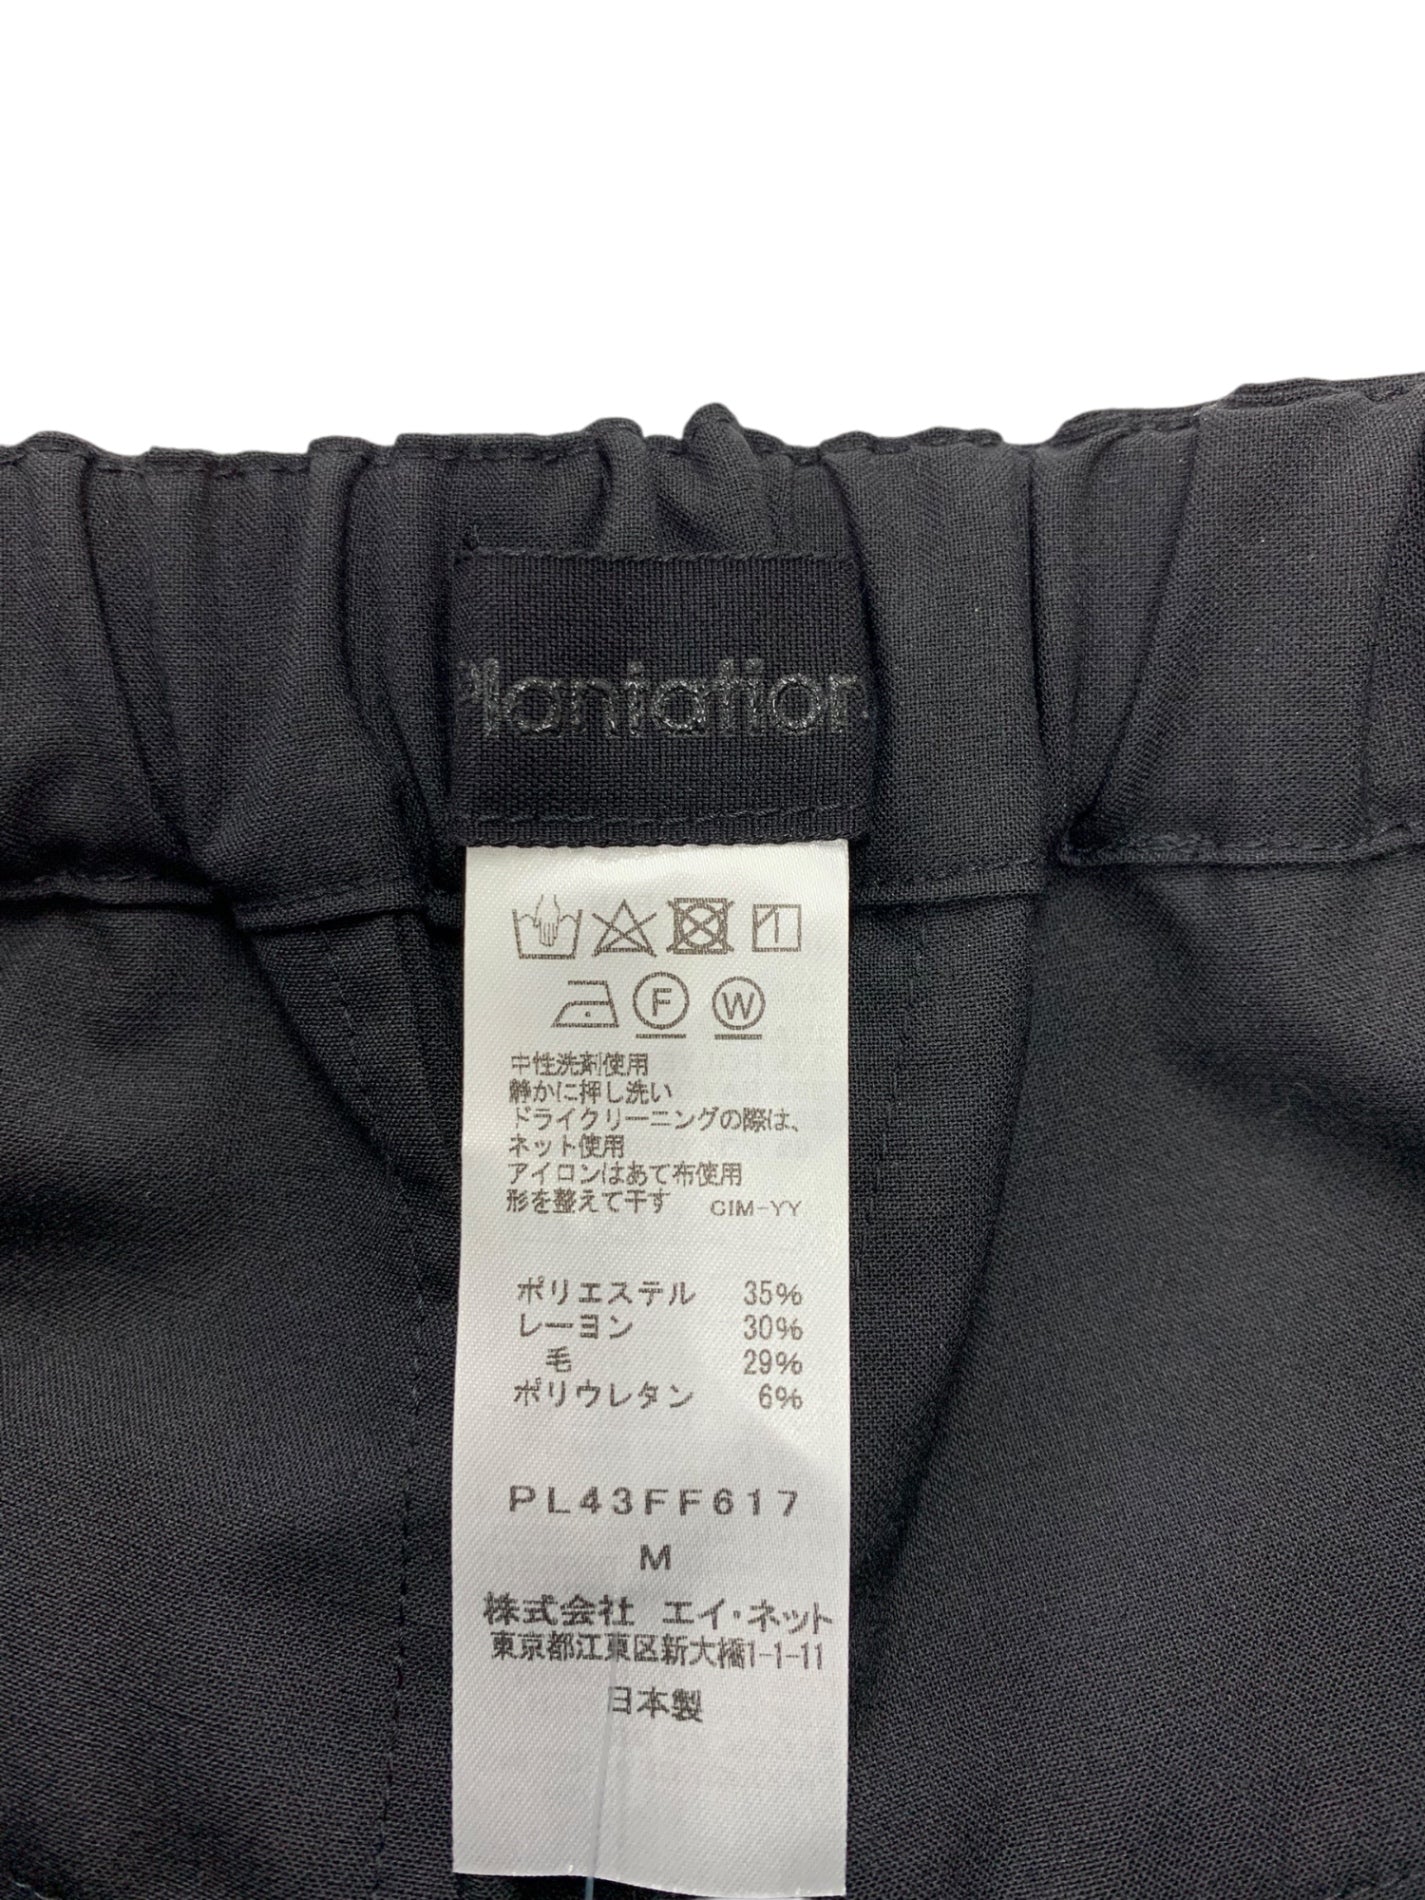 Plantation
F W
中性洗剤使用
静かに押し洗い
ドライクリーニングの際は、
ネット使用
アイロンはあて布使用
形を整えて干す CIM-YY
ポリエステル 35%
レーヨン 30%
毛 29%
ポリウレタン 6%
PL43FF617
M
株式会社 エイ・ネット
東京都江東区新大橋1-1-11
日本製